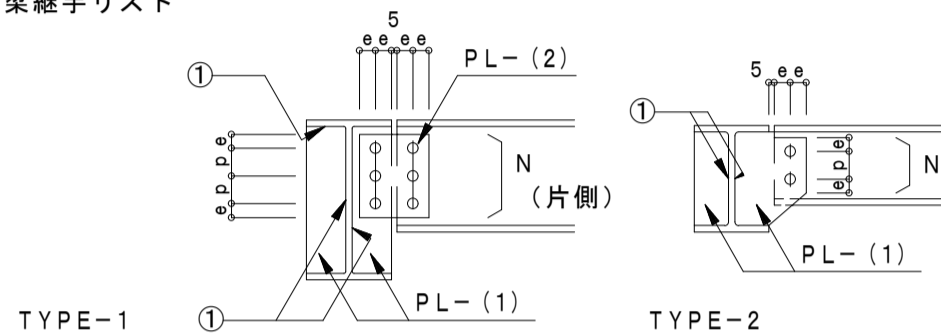 梁継手リスト
5
e e e e
PL-(2)
①
e p p e
N
(片側)
PL-(1)
①
TYPE-1
5 e e
①
e p e
N
PL-(1)
TYPE-2